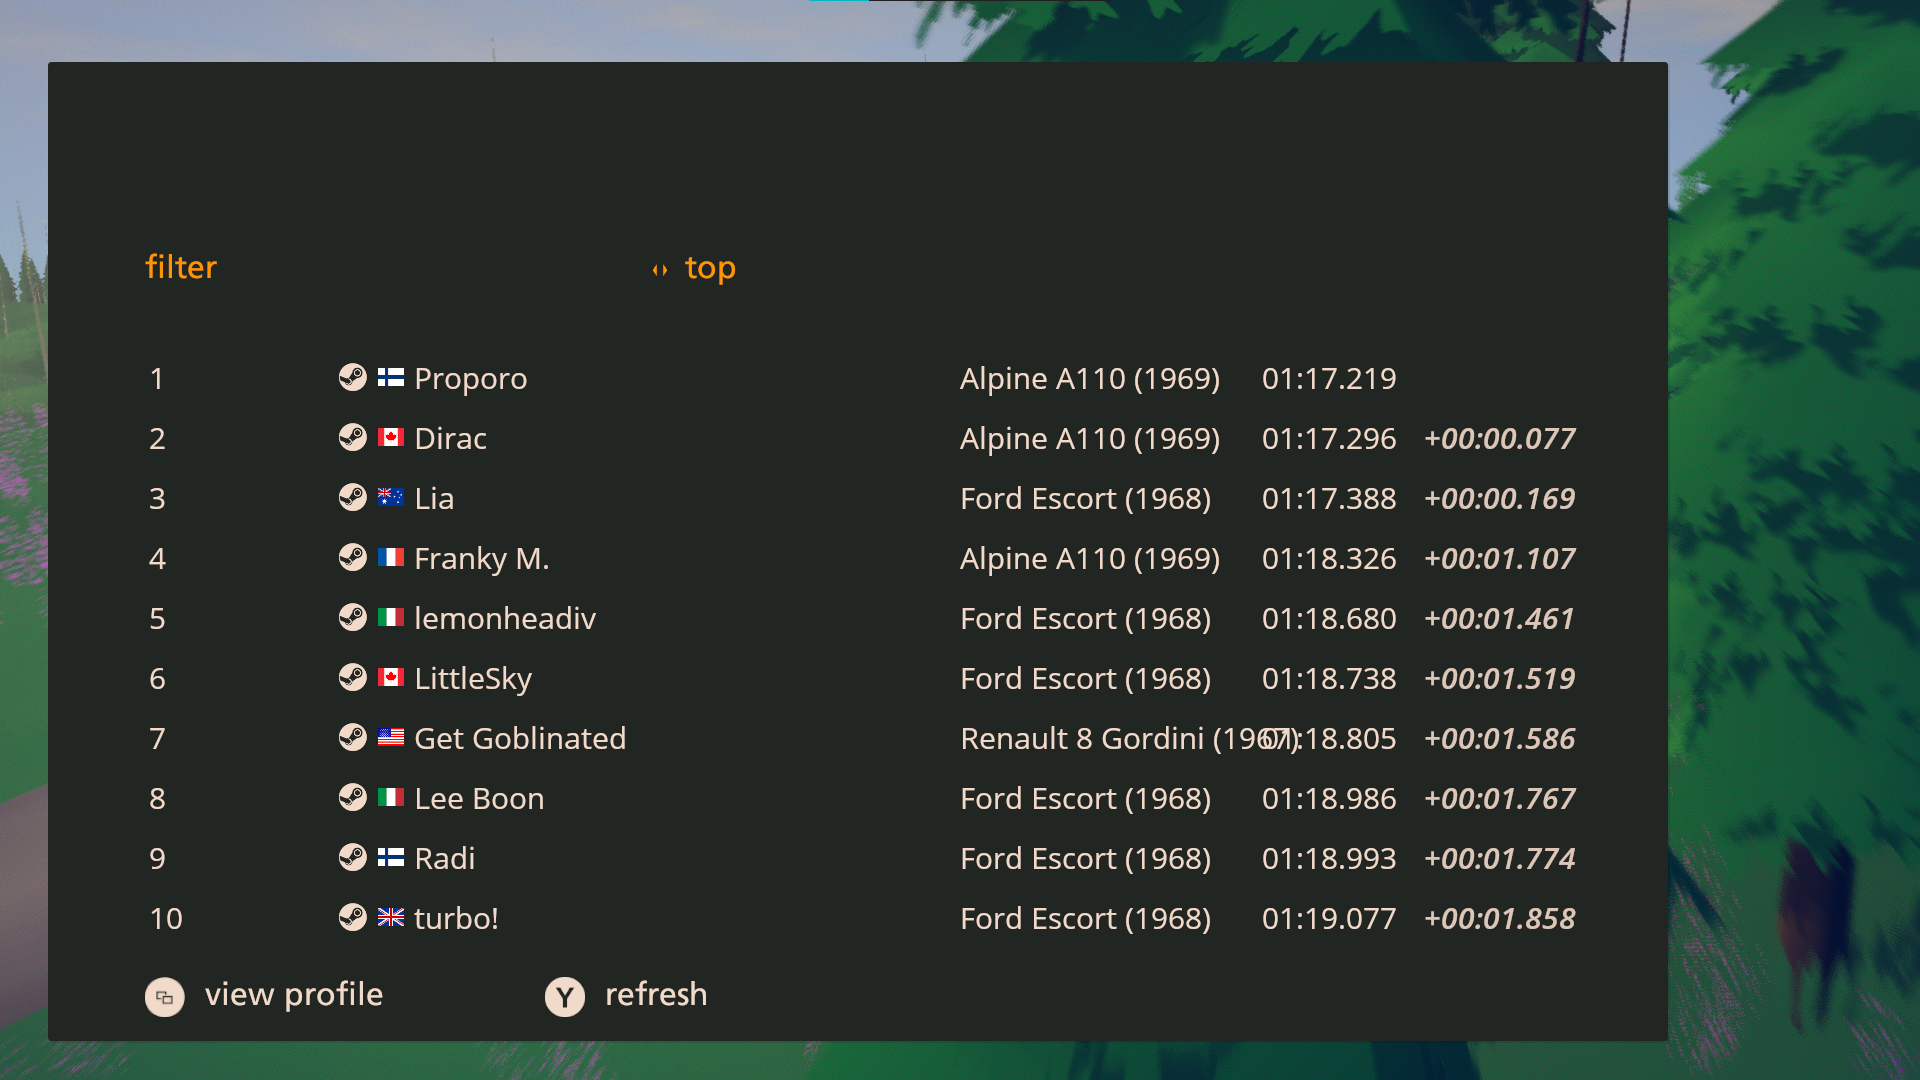 filter top
1 Proporo Alpine A110 (1969) 01:17.219
2 Dirac Alpine A110 (1969) 01:17.296 +00:00.077
3 Lia Ford Escort (1968) 01:17.388 +00:00.169
4 Franky M. Alpine A110 (1969) 01:18.326 +00:01.107
5 lemonheadiv Ford Escort (1968) 01:18.680 +00:01.461
6 LittleSky Ford Escort (1968) 01:18.738 +00:01.519
7 Get Goblinated Renault 8 Gordini (1967) 01:18.805 +00:01.586
8 Lee Boon Ford Escort (1968) 01:18.986 +00:01.767
9 Radi Ford Escort (1968) 01:18.993 +00:01.774
10 turbo! Ford Escort (1968) 01:19.077 +00:01.858
view profile Y refresh